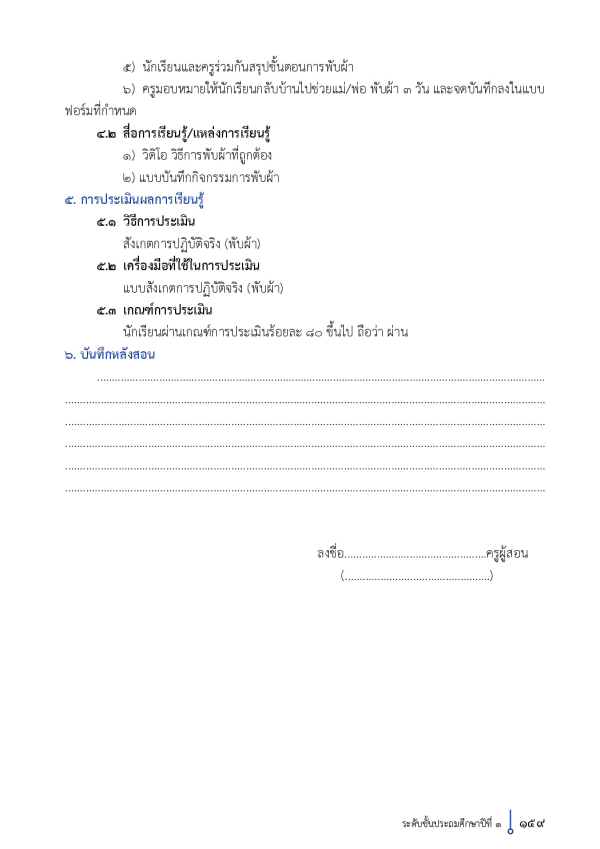 ๕) นักเรียนและครูร่วมกันสรุปขั้นตอนการพับผ้า
๖) ครูมอบหมายให้นักเรียนกลับบ้านไปช่วยแม่/พ่อ พับผ้า ๓ วัน และจดบันทึกลงในแบบ
ฟอร์มที่กำหนด
๔.๒ สื่อการเรียนรู้/แหล่งการเรียนรู้
๑) วิดิโอ วิธีการพับผ้าที่ถูกต้อง
๒) แบบบันทึกกิจกรรมการพับผ้า
๕. การประเมินผลการเรียนรู้
๕.๑ วิธีการประเมิน
สังเกตการปฏิบัติจริง (พับผ้า)
๕.๒ เครื่องมือที่ใช้ในการประเมิน
แบบสังเกตการปฏิบัติจริง (พับผ้า)
๕.๓ เกณฑ์การประเมิน
นักเรียนผ่านเกณฑ์การประเมินร้อยละ ๘๐ ขึ้นไป ถือว่า ผ่าน
๖. บันทึกหลังสอน
................................................................................
................................................................................
................................................................................
................................................................................
................................................................................
................................................................................
ลงชื่อ................................................ครูผู้สอน
(.................................................)
ระดับชั้นประถมศึกษาปีที่ ๑ ๑๕๙